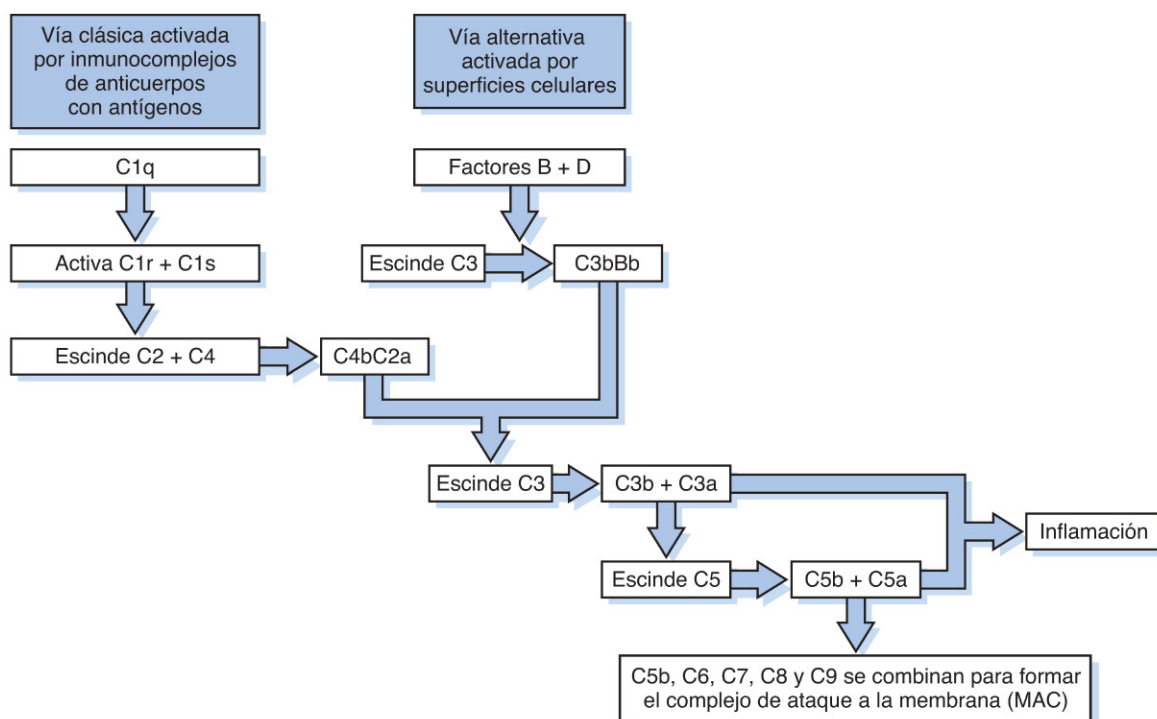 Vía clásica activada
por inmunocomplejos
de anticuerpos
con antígenos
Vía alternativa
activada por
superficies celulares
C1q
Factores B + D
Activa C1r + C1s
Escinde C3
C3bBb
Escinde C2 + C4
C4bC2a
Escinde C3
C3b + C3a
Inflamación
Escinde C5
C5b + C5a
C5b, C6, C7, C8 y C9 se combinan para formar
el complejo de ataque a la membrana (MAC)